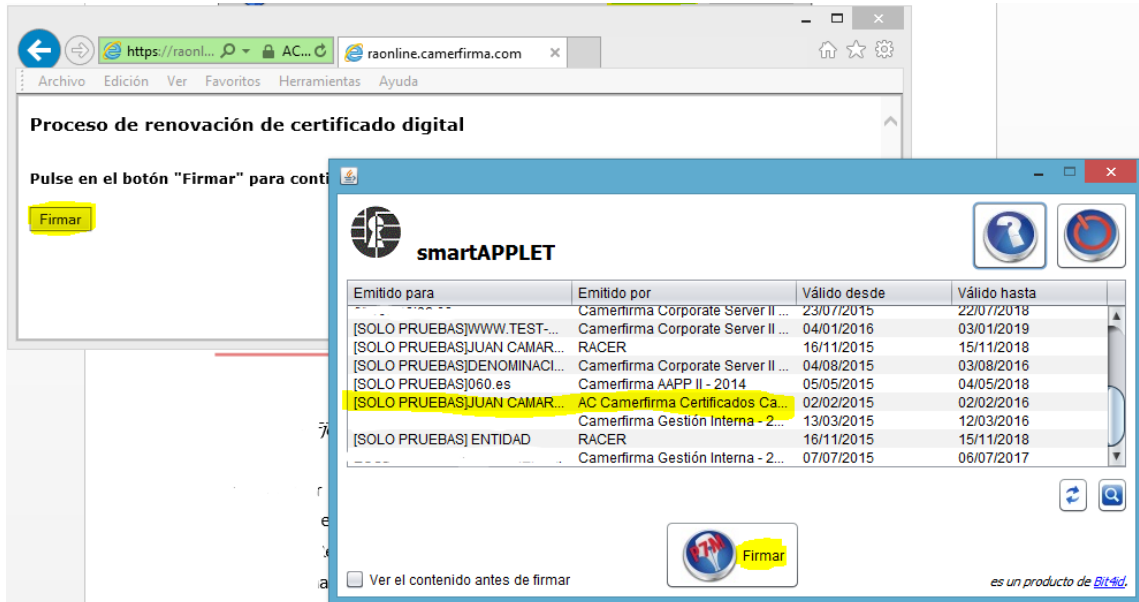 https://raonl...
AC...
raonline.camerfirma.com
Archivo Edición Ver Favoritos Herramientas Ayuda
Proceso de renovación de certificado digital
Pulse en el botón "Firmar" para conti
Firmar
smartAPPLET
Emitido para Emitido por Válido desde Válido hasta
Camerfirma Corporate Server II ... 23/07/2015 22/07/2018
[SOLO PRUEBAS]WWW.TEST-... Camerfirma Corporate Server II ... 04/01/2016 03/01/2019
[SOLO PRUEBAS]JUAN CAMAR... RACER 16/11/2015 15/11/2018
[SOLO PRUEBAS]DENOMINACI... Camerfirma Corporate Server II ... 04/08/2015 03/08/2016
[SOLO PRUEBAS]060.es Camerfirma AAPP II - 2014 05/05/2015 04/05/2018
[SOLO PRUEBAS]JUAN CAMAR... AC Camerfirma Certificados Ca... 02/02/2015 02/02/2016
Camerfirma Gestión Interna - 2... 13/03/2015 12/03/2016
[SOLO PRUEBAS] ENTIDAD RACER 16/11/2015 15/11/2018
Camerfirma Gestión Interna - 2... 07/07/2015 06/07/2017
P7-M
Firmar
Ver el contenido antes de firmar
es un producto de Bit4id.